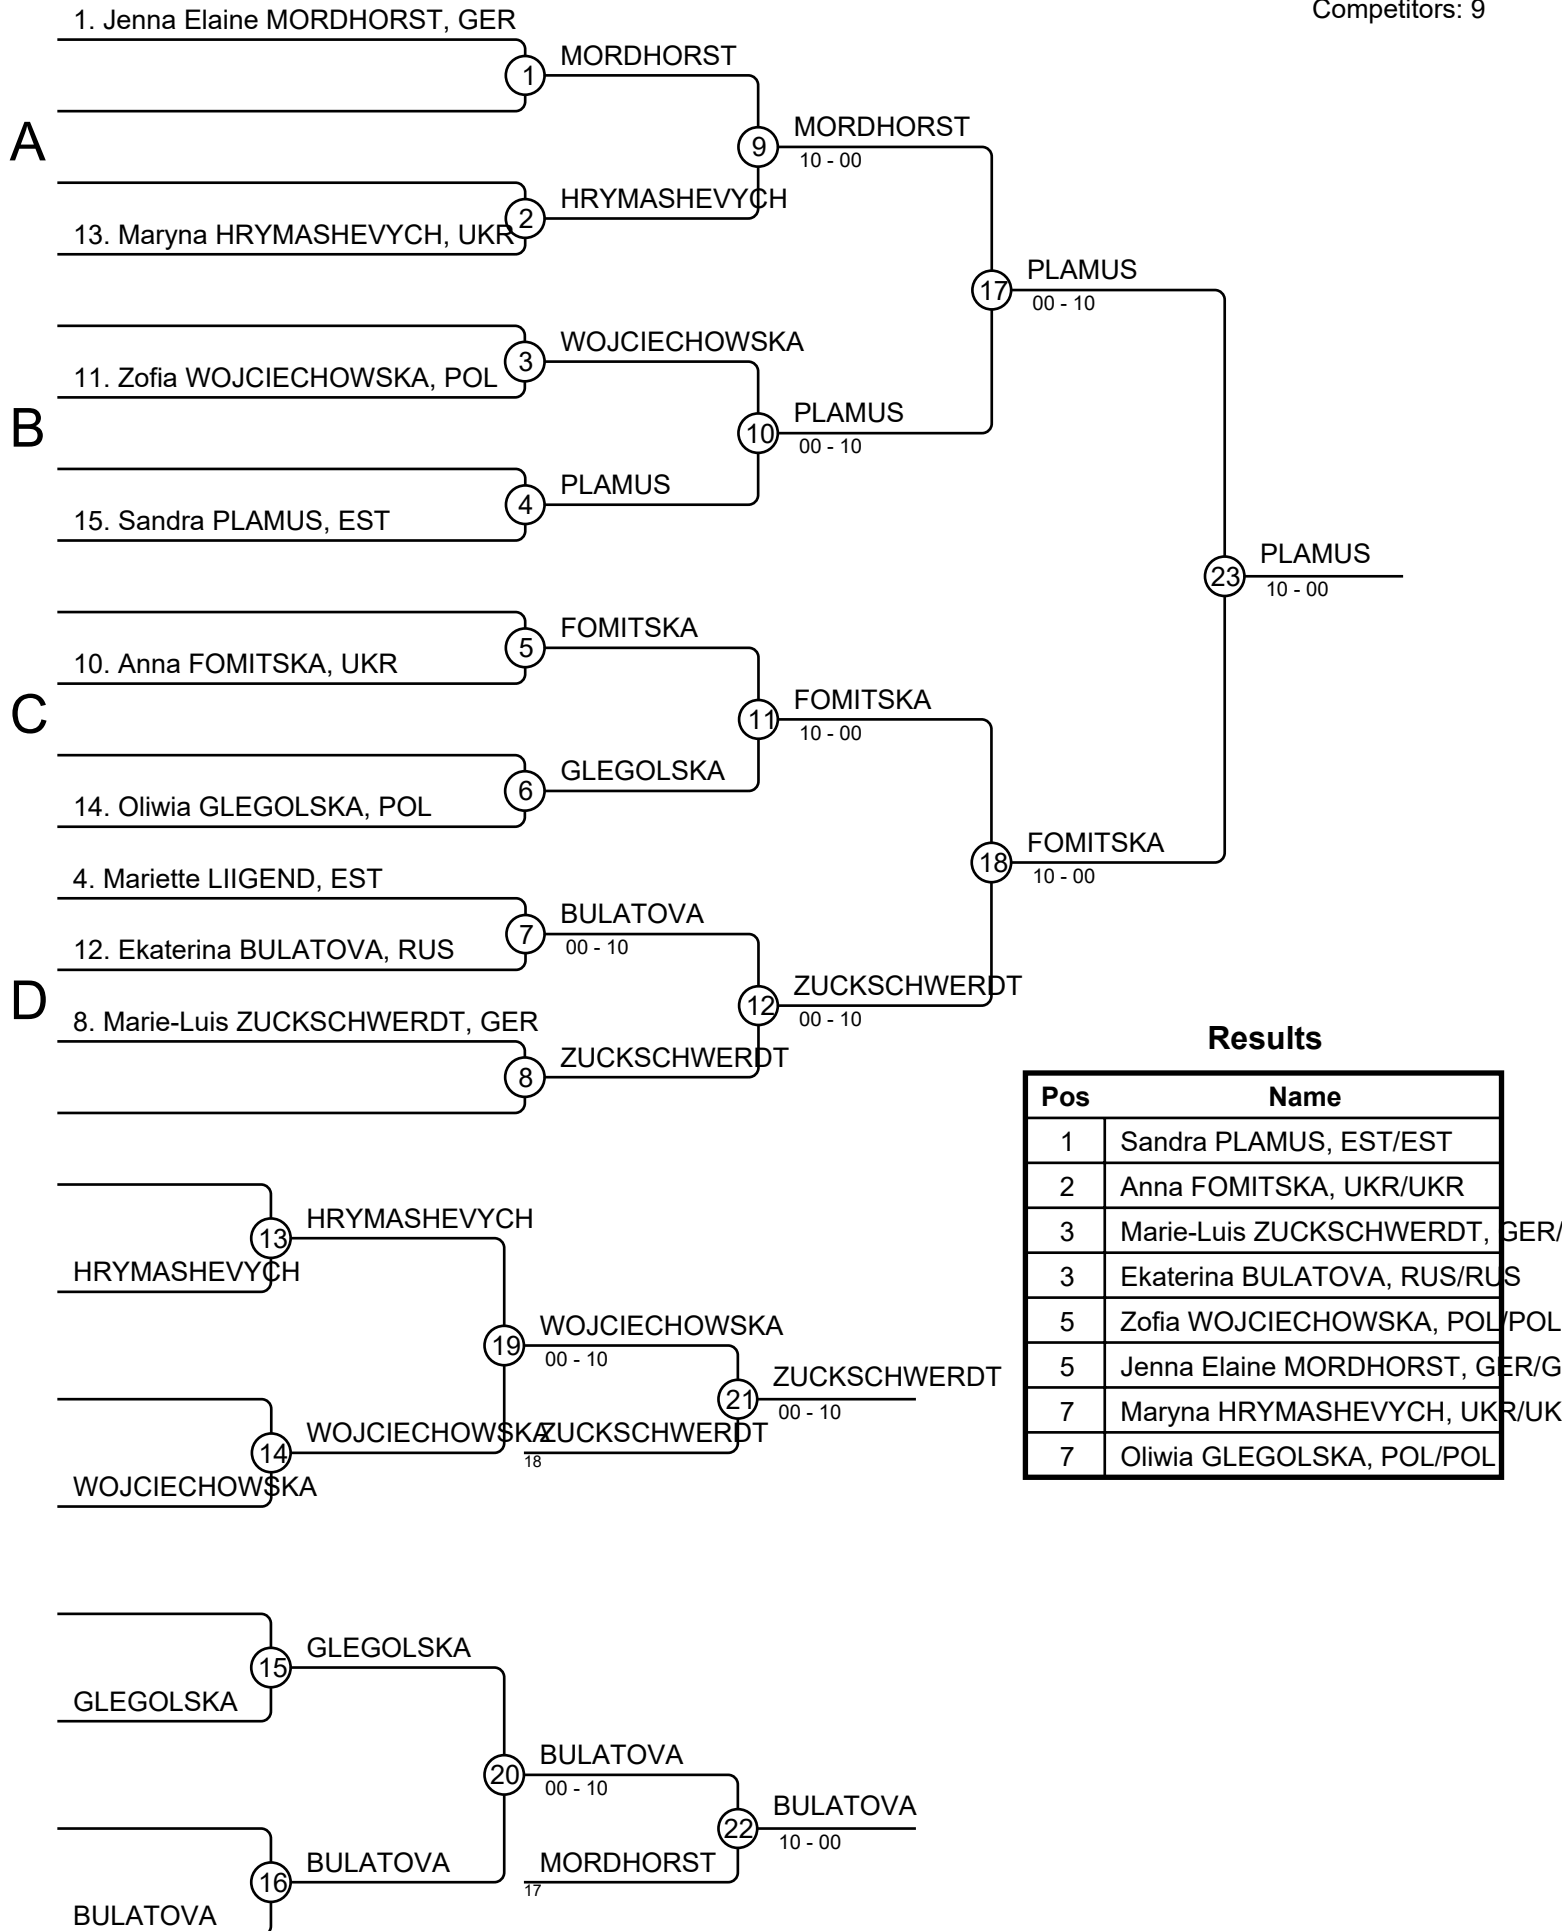 Competitors: 9
1. Jenna Elaine MORDHORST, GER
1
MORDHORST
A
9
MORDHORST
10 - 00
2
HRYMASHEVYCH
13. Maryna HRYMASHEVYCH, UKR
17
PLAMUS
00 - 10
3
WOJCIECHOWSKA
11. Zofia WOJCIECHOWSKA, POL
B
10
PLAMUS
00 - 10
4
PLAMUS
15. Sandra PLAMUS, EST
23
PLAMUS
10 - 00
5
FOMITSKA
10. Anna FOMITSKA, UKR
C
11
FOMITSKA
10 - 00
6
GLEGOLSKA
14. Oliwia GLEGOLSKA, POL
18
FOMITSKA
10 - 00
4. Mariette LIIGEND, EST
7
BULATOVA
00 - 10
12. Ekaterina BULATOVA, RUS
D
12
ZUCKSCHWERDT
00 - 10
8. Marie-Luis ZUCKSCHWERDT, GER
8
ZUCKSCHWERDT
Results
Pos Name
1 Sandra PLAMUS, EST/EST
2 Anna FOMITSKA, UKR/UKR
3 Marie-Luis ZUCKSCHWERDT, GER/
3 Ekaterina BULATOVA, RUS/RUS
5 Zofia WOJCIECHOWSKA, POL/POL
5 Jenna Elaine MORDHORST, GER/G
7 Maryna HRYMASHEVYCH, UKR/UK
7 Oliwia GLEGOLSKA, POL/POL
13
HRYMASHEVYCH
HRYMASHEVYCH
19
WOJCIECHOWSKA
00 - 10
21
ZUCKSCHWERDT
00 - 10
14
WOJCIECHOWSKA
ZUCKSCHWERDT
18
WOJCIECHOWSKA
15
GLEGOLSKA
GLEGOLSKA
20
BULATOVA
00 - 10
22
BULATOVA
10 - 00
16
BULATOVA
MORDHORST
17
BULATOVA